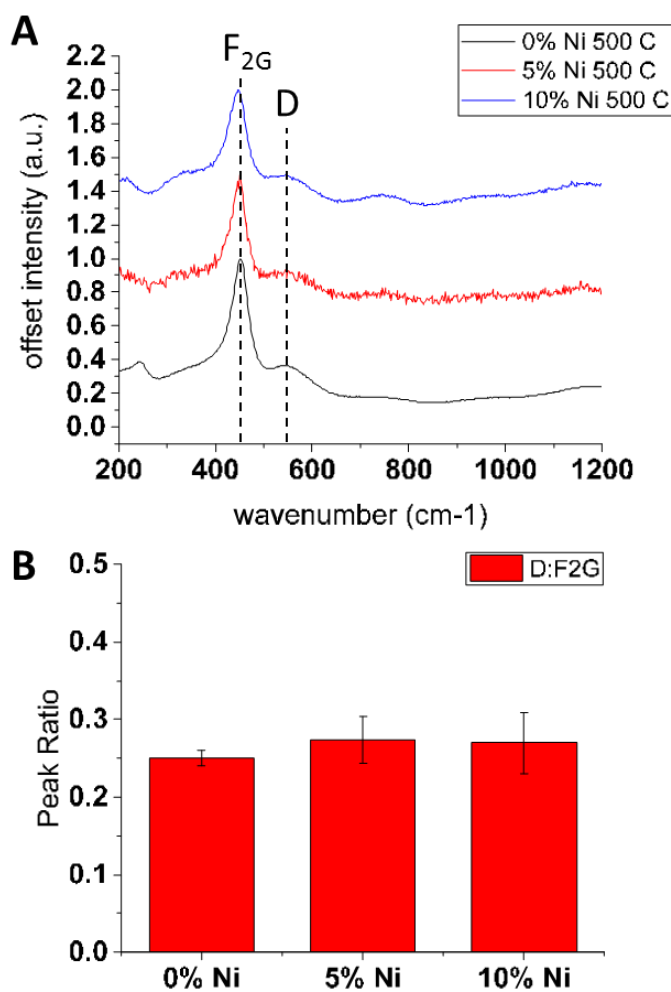 A
F2G
D
0% Ni 500 C
5% Ni 500 C
10% Ni 500 C
2.2
2.0
1.8
1.6
1.4
1.2
1.0
0.8
0.6
0.4
0.2
0.0
offset intensity (a.u.)
200 400 600 800 1000 1200
wavenumber (cm-1)
B
D:F2G
0.5
0.4
0.3
0.2
0.1
0.0
Peak Ratio
0% Ni 5% Ni 10% Ni